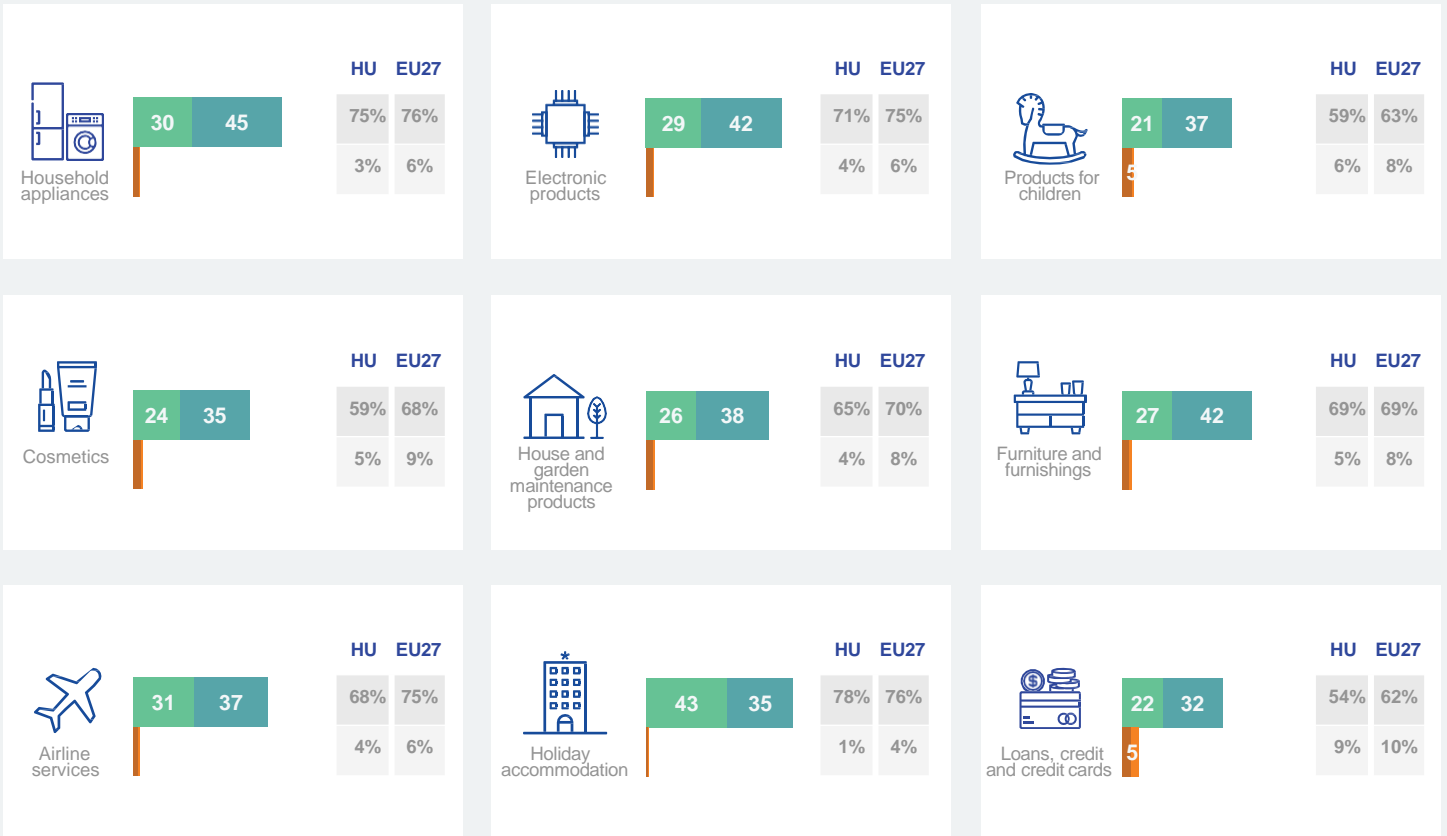 HU EU27
30 45
75% 76%
3% 6%
Household
appliances
HU EU27
29 42
71% 75%
4% 6%
Electronic
products
HU EU27
21 37
59% 63%
5
6% 8%
Products for
children
HU EU27
24 35
59% 68%
5% 9%
Cosmetics
HU EU27
26 38
65% 70%
4% 8%
House and
garden
maintenance
products
HU EU27
27 42
69% 69%
5% 8%
Furniture and
furnishings
HU EU27
31 37
68% 75%
4% 6%
Airline
services
HU EU27
43 35
78% 76%
1% 4%
Holiday
accommodation
HU EU27
$
22 32
54% 62%
5
9% 10%
Loans, credit
and credit cards